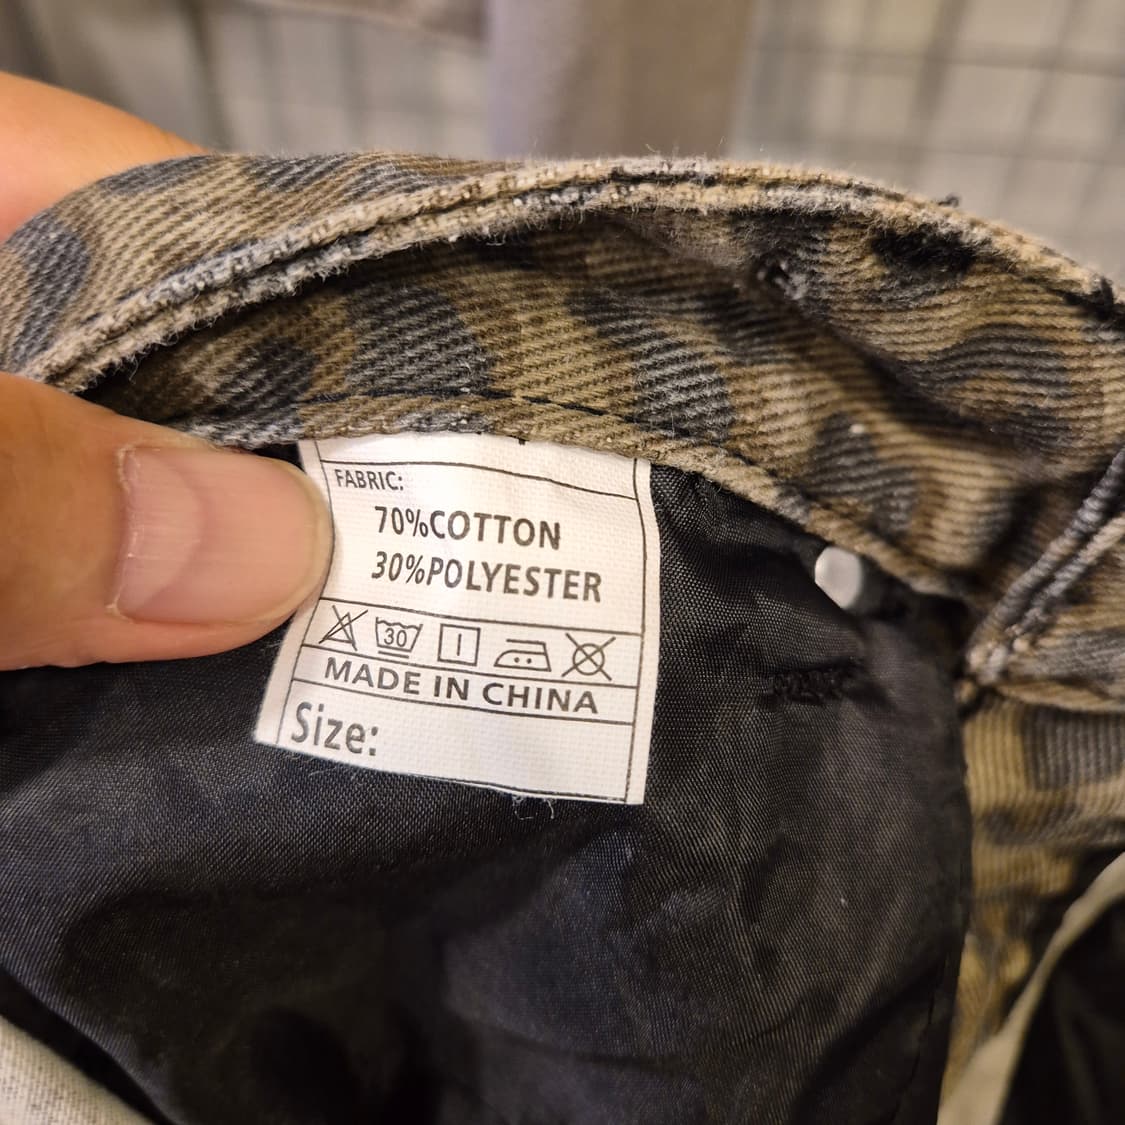 FABRIC:
70%COTTON
30%POLYESTER
30
MADE IN CHINA
Size: